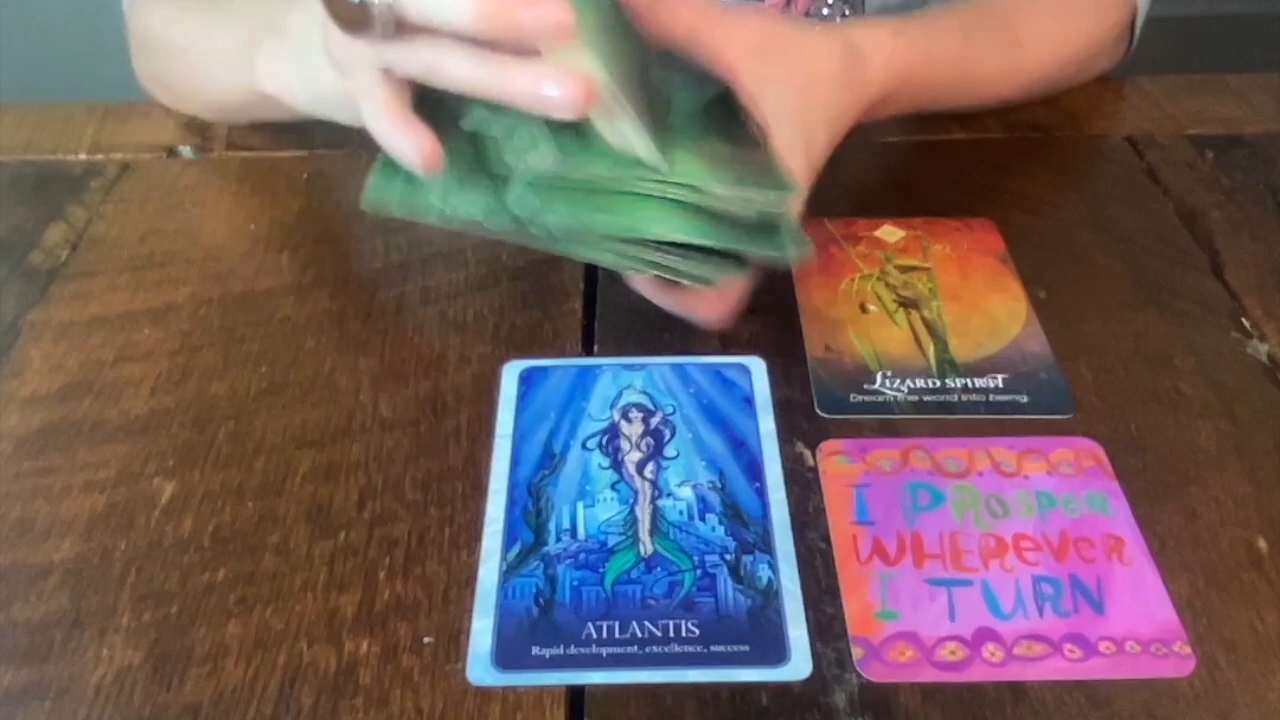 LIZARD SPIRIT
Dream the world into being.
I PROSPER
WHEREVER
I TURN
ATLANTIS
Rapid development, excellence, success